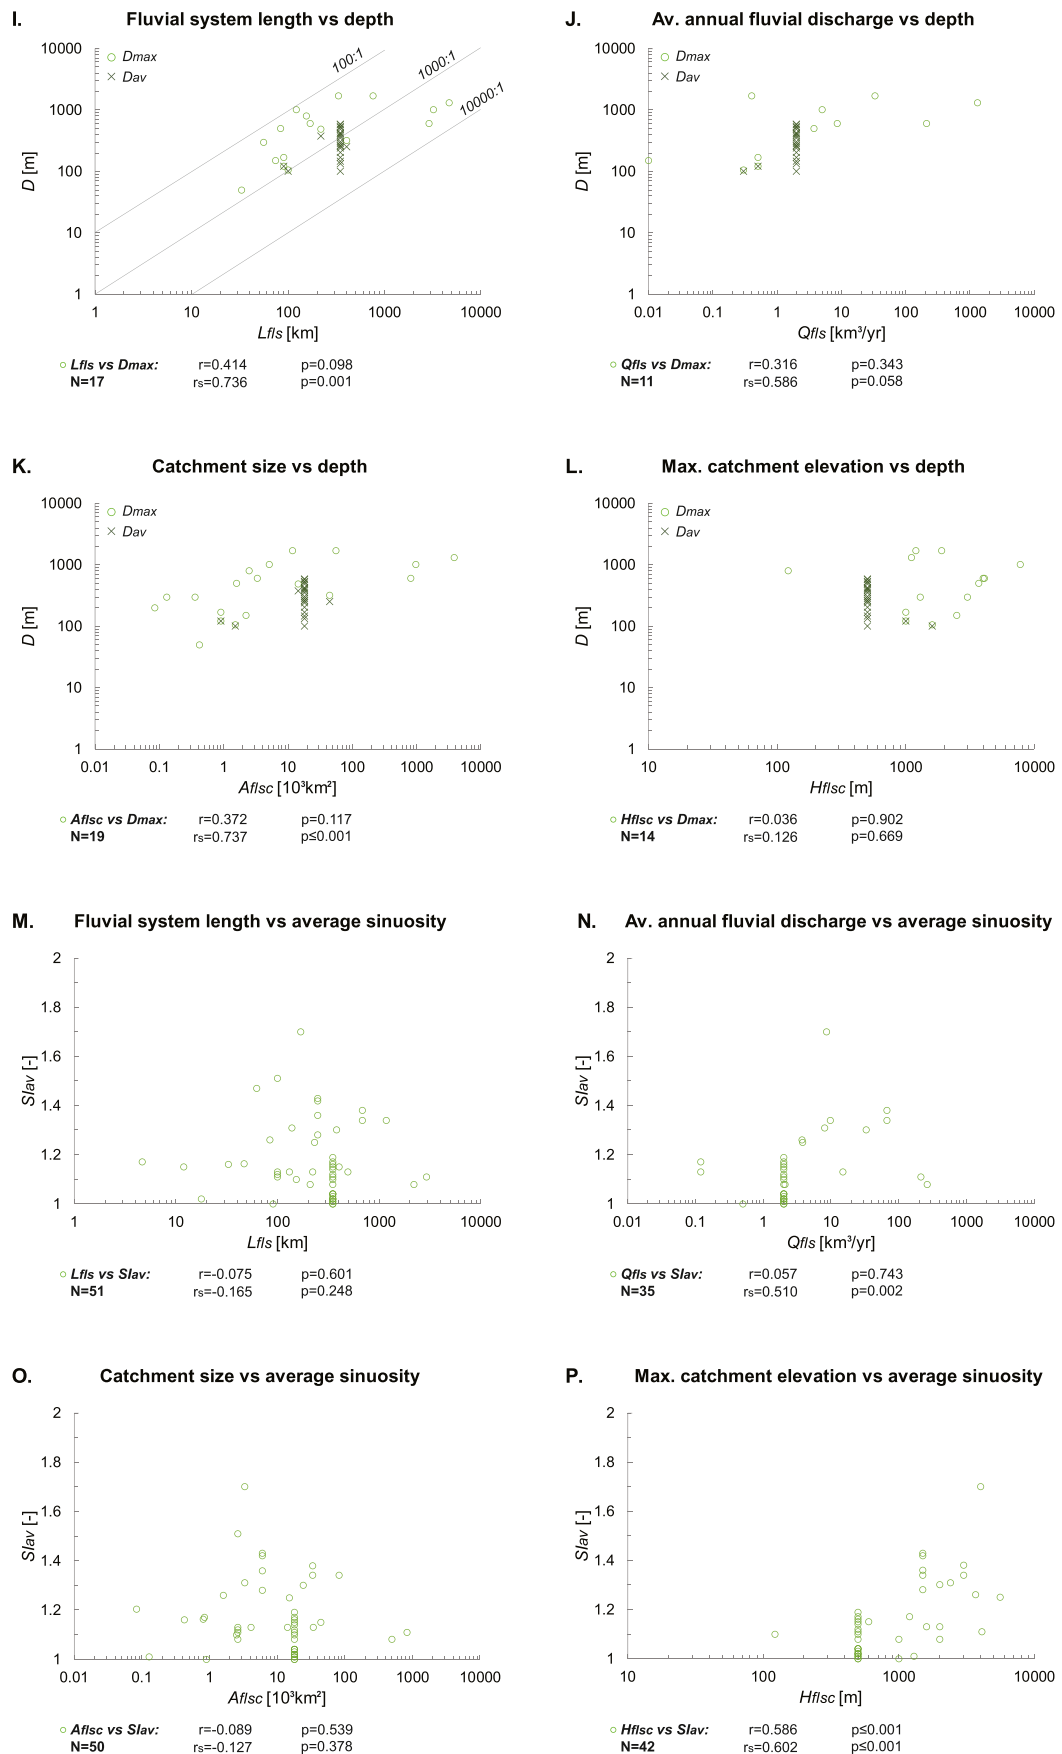 I. Fluvial system length vs depth
10000
1000
100
10
1
D [m]
Dmax
Dav
100:1
1000:1
10000:1
1 10 100 1000 10000
Lfls [km]
Lfls vs Dmax: r=0.414 p=0.098
N=17 rs=0.736 p=0.001
J. Av. annual fluvial discharge vs depth
10000
1000
100
10
1
D [m]
Dmax
Dav
0.01 0.1 1 10 100 1000 10000
Qfls [km³/yr]
Qfls vs Dmax: r=0.316 p=0.343
N=11 rs=0.586 p=0.058
K. Catchment size vs depth
10000
1000
100
10
1
D [m]
Dmax
Dav
0.01 0.1 1 10 100 1000 10000
Aflsc [10³km²]
Aflsc vs Dmax: r=0.372 p=0.117
N=19 rs=0.737 p≤0.001
L. Max. catchment elevation vs depth
10000
1000
100
10
1
D [m]
Dmax
Dav
10 100 1000 10000
Hflsc [m]
Hflsc vs Dmax: r=0.036 p=0.902
N=14 rs=0.126 p=0.669
M. Fluvial system length vs average sinuosity
2
1.8
1.6
1.4
1.2
1
SIav [-]
1 10 100 1000 10000
Lfls [km]
Lfls vs SIav: r=-0.075 p=0.601
N=51 rs=-0.165 p=0.248
N. Av. annual fluvial discharge vs average sinuosity
2
1.8
1.6
1.4
1.2
1
SIav [-]
0.01 0.1 1 10 100 1000 10000
Qfls [km³/yr]
Qfls vs SIav: r=0.057 p=0.743
N=35 rs=0.510 p=0.002
O. Catchment size vs average sinuosity
2
1.8
1.6
1.4
1.2
1
SIav [-]
0.01 0.1 1 10 100 1000 10000
Aflsc [10³km²]
Aflsc vs SIav: r=-0.089 p=0.539
N=50 rs=-0.127 p=0.378
P. Max. catchment elevation vs average sinuosity
2
1.8
1.6
1.4
1.2
1
SIav [-]
10 100 1000 10000
Hflsc [m]
Hflsc vs SIav: r=0.586 p≤0.001
N=42 rs=0.602 p≤0.001